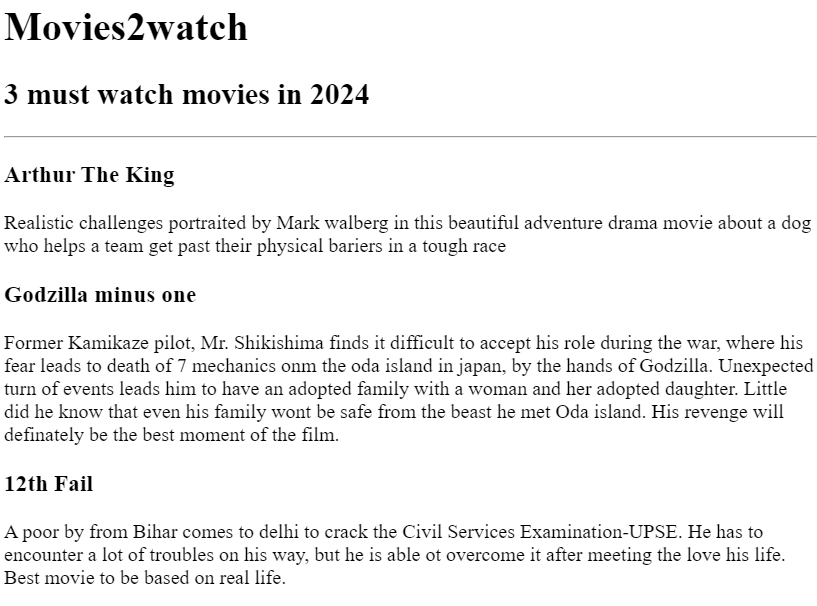 Movies2watch
3 must watch movies in 2024
Arthur The King
Realistic challenges portraited by Mark walberg in this beautiful adventure drama movie about a dog
who helps a team get past their physical bariers in a tough race
Godzilla minus one
Former Kamikaze pilot, Mr. Shikishima finds it difficult to accept his role during the war, where his
fear leads to death of 7 mechanics onm the oda island in japan, by the hands of Godzilla. Unexpected
turn of events leads him to have an adopted family with a woman and her adopted daughter. Little
did he know that even his family wont be safe from the beast he met Oda island. His revenge will
definately be the best moment of the film.
12th Fail
A poor by from Bihar comes to delhi to crack the Civil Services Examination-UPSE. He has to
encounter a lot of troubles on his way, but he is able ot overcome it after meeting the love his life.
Best movie to be based on real life.